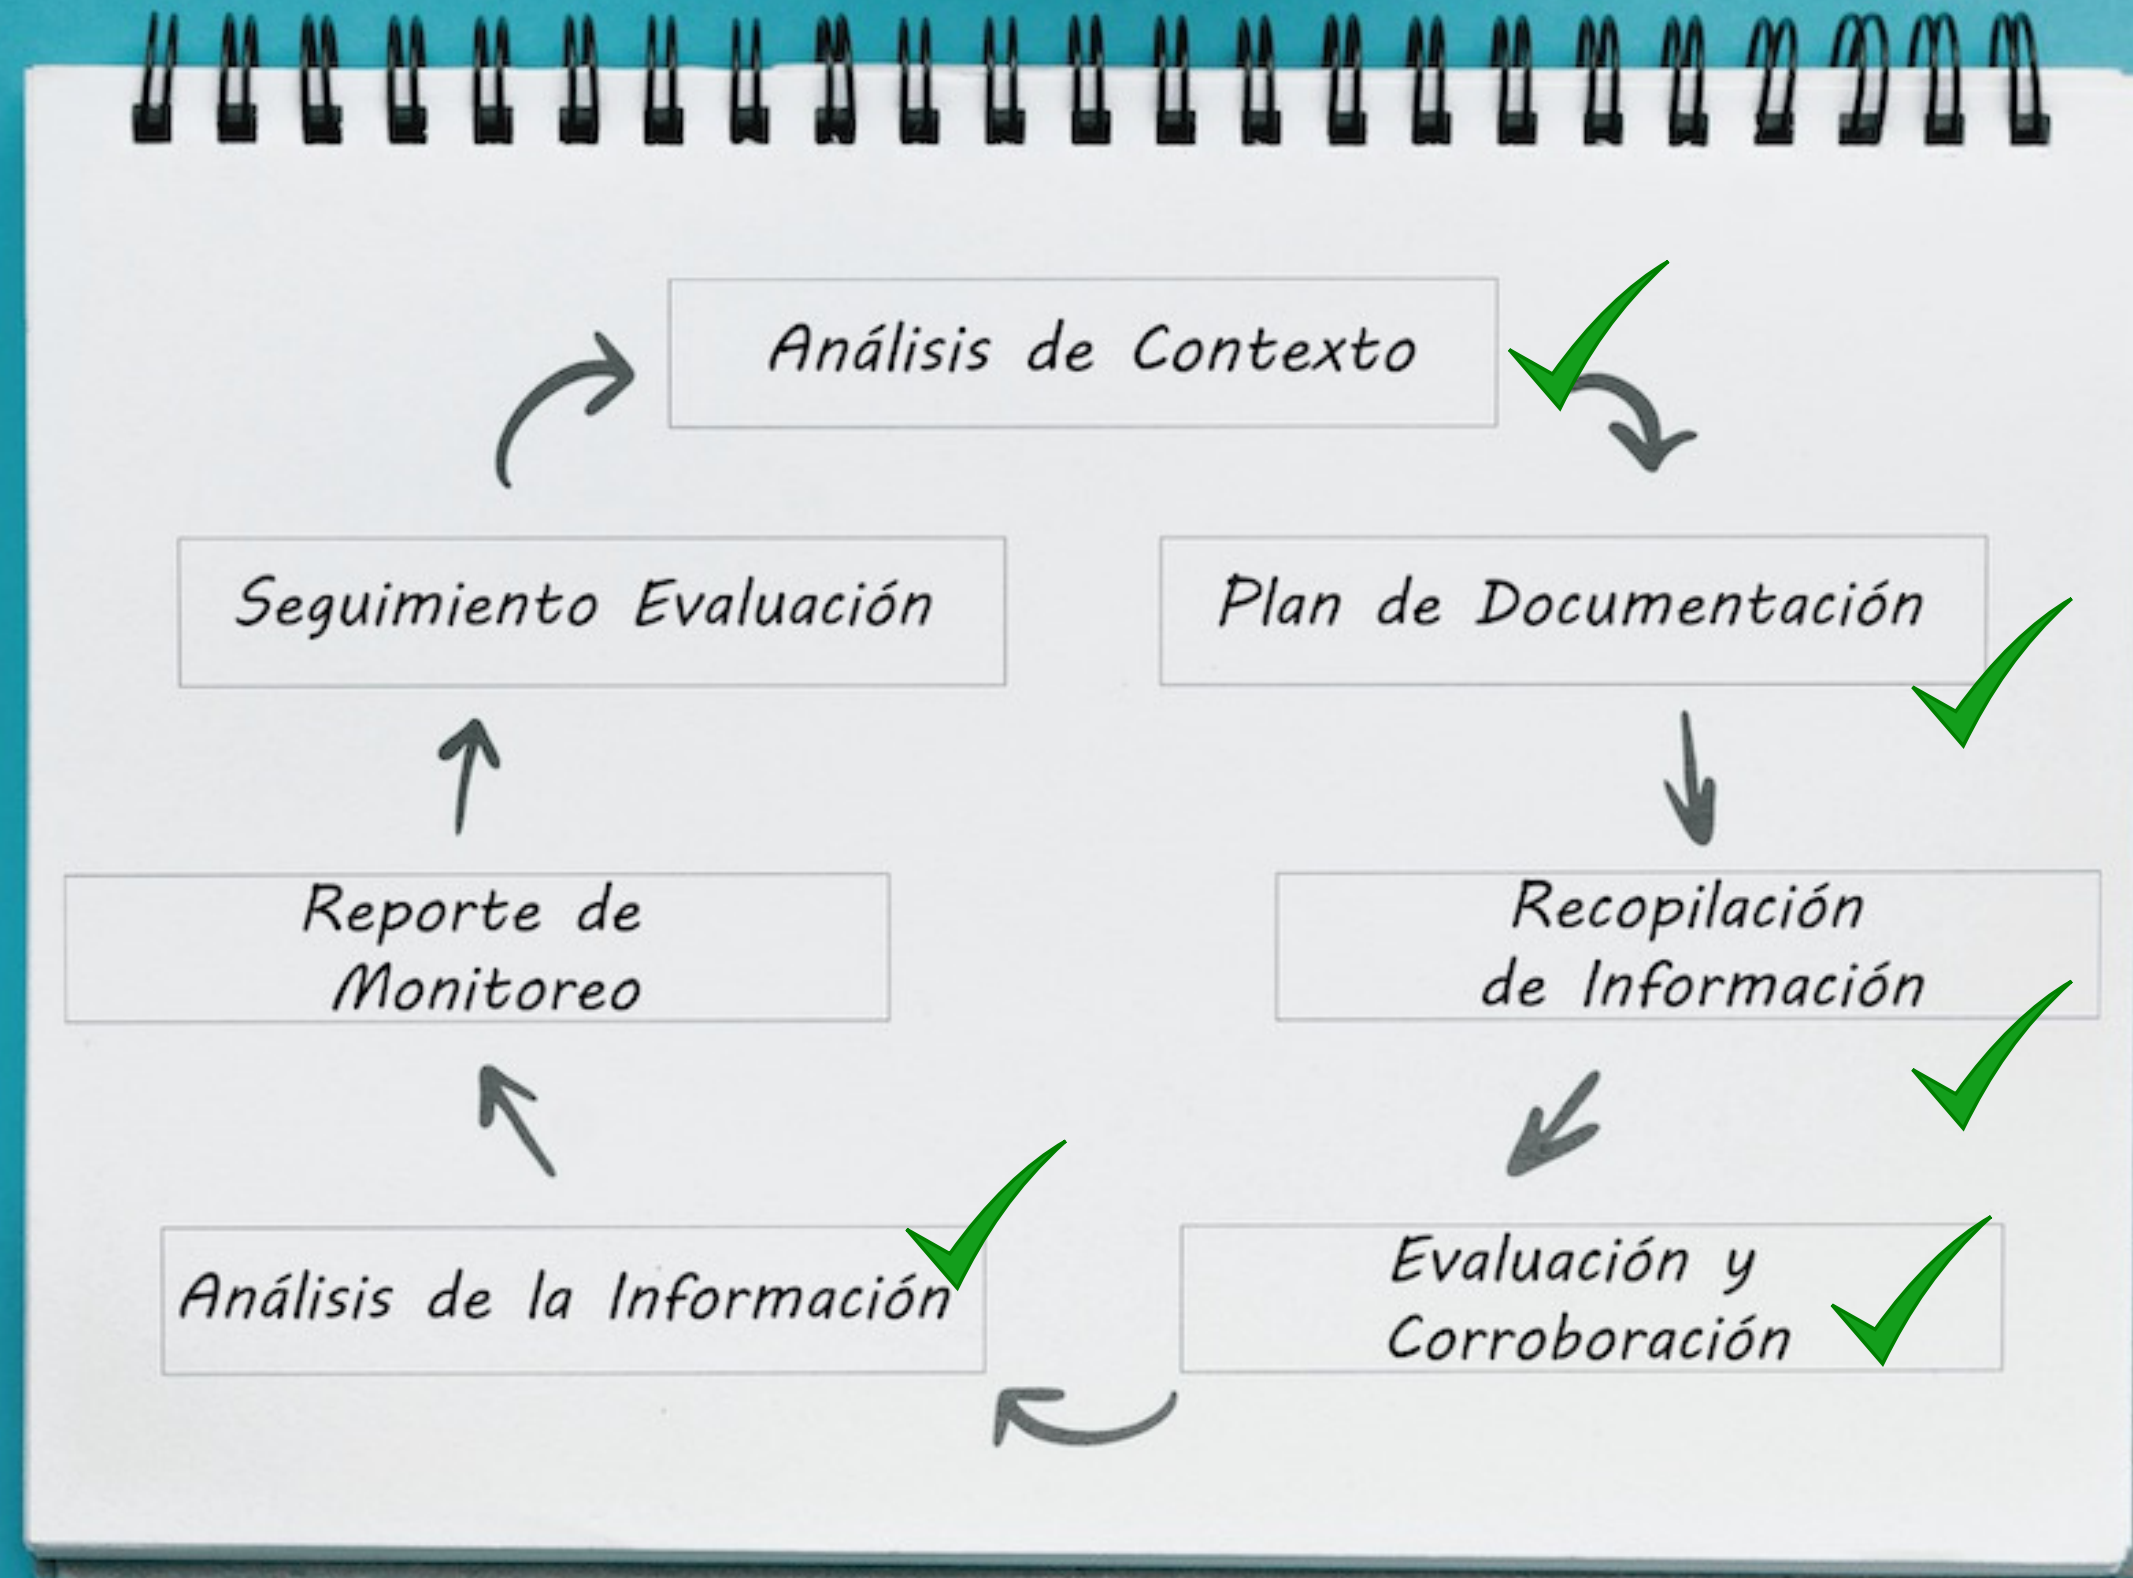 Análisis de Contexto
Seguimiento Evaluación
Plan de Documentación
Reporte de
Monitoreo
Recopilación
de Información
Análisis de la Información
Evaluación y
Corroboración